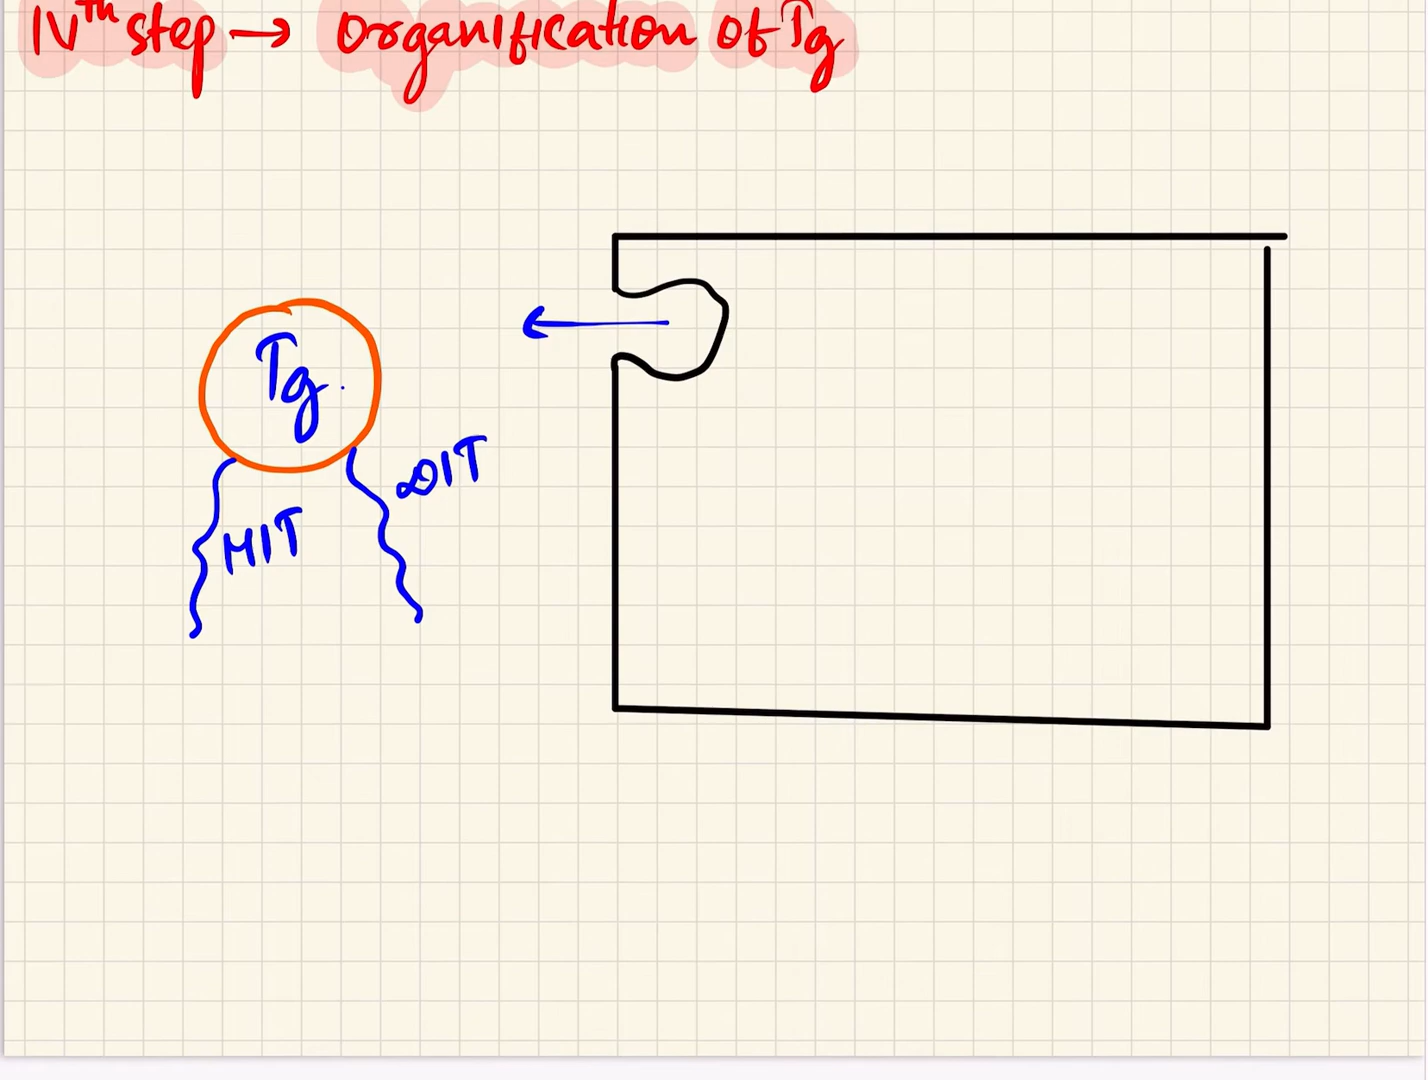 IVth step → Organification of Tg
Tg.
DIT
MIT